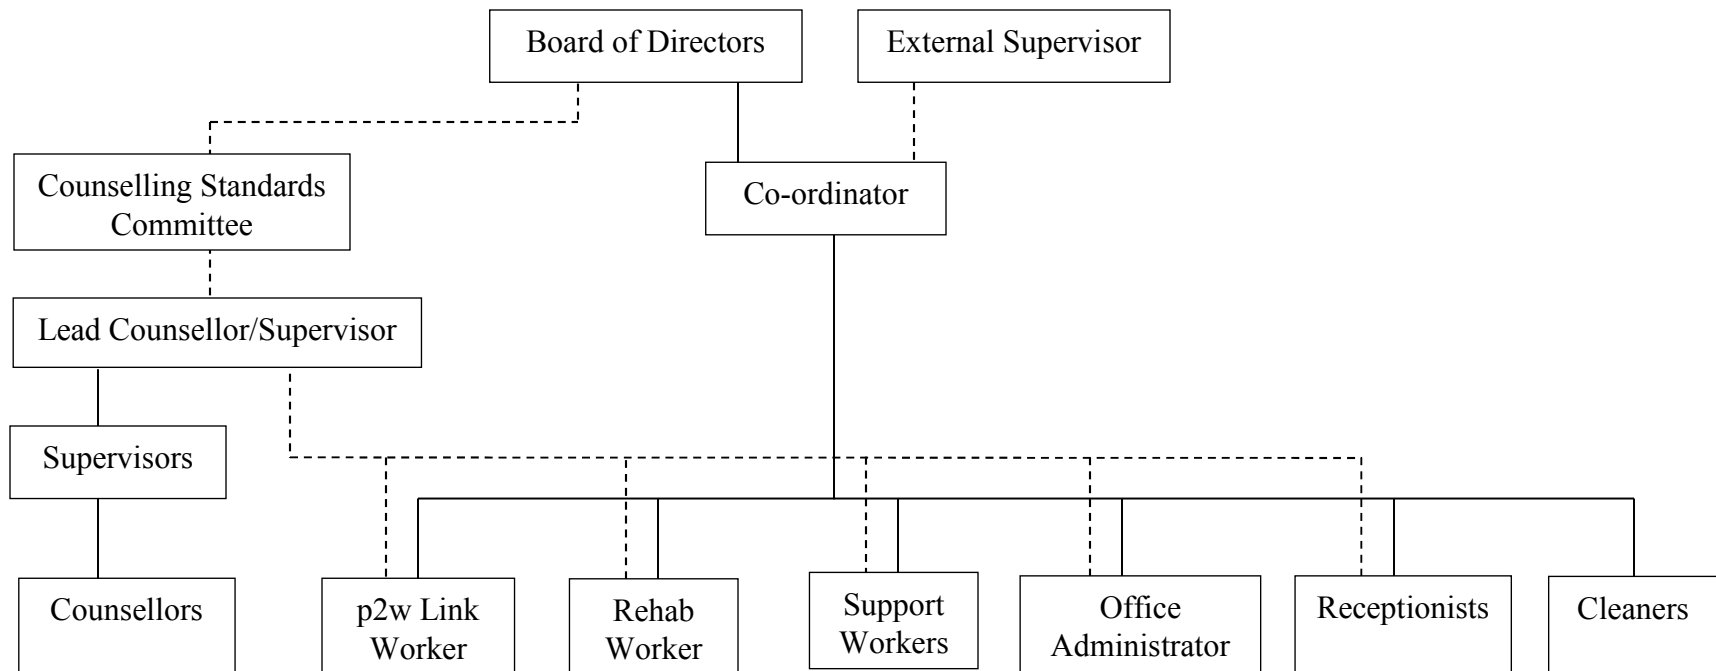 Board of Directors
External Supervisor
Counselling Standards
Committee
Co-ordinator
Lead Counsellor/Supervisor
Supervisors
Counsellors
p2w Link
Worker
Rehab
Worker
Support
Workers
Office
Administrator
Receptionists
Cleaners